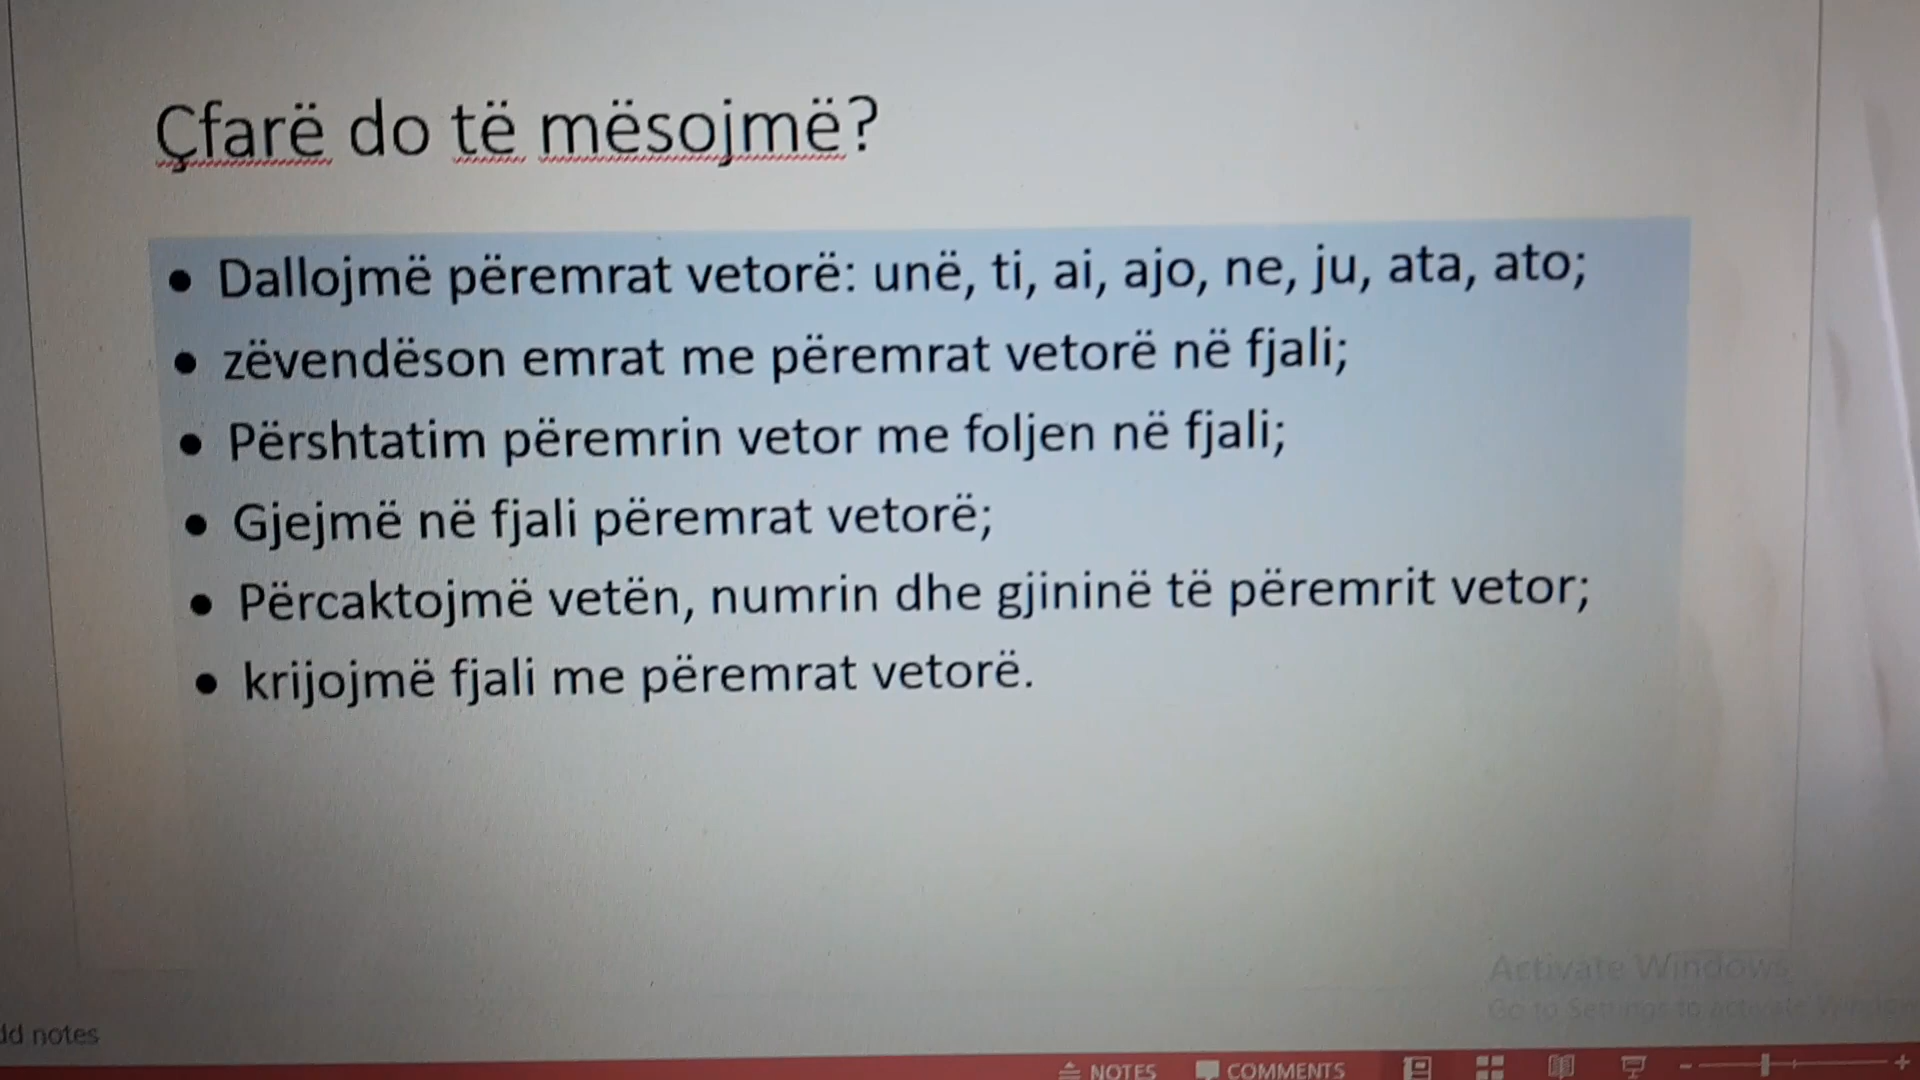 Çfarë do të mësojmë?
• Dallojmë përemrat vetorë: unë, ti, ai, ajo, ne, ju, ata, ato;
• zëvendëson emrat me përemrat vetorë në fjali;
• Përshtatim përemrin vetor me foljen në fjali;
• Gjejmë në fjali përemrat vetorë;
• Përcaktojmë vetën, numrin dhe gjininë të përemrit vetor;
• krijojmë fjali me përemrat vetorë.
Activate Windows
Go to Settings to activate Windows
dd notes
NOTES COMMENTS